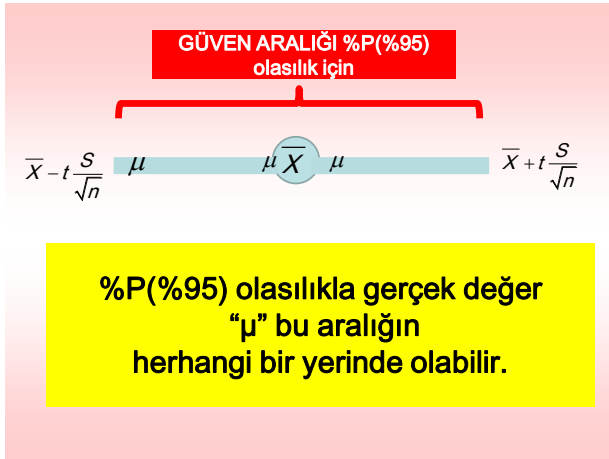 GÜVEN ARALIĞI %P(%95)
olasılık için
X̅ - t S/√n μ μ X̅ μ X̅ + t S/√n
%P(%95) olasılıkla gerçek değer
“μ” bu aralığın
herhangi bir yerinde olabilir.